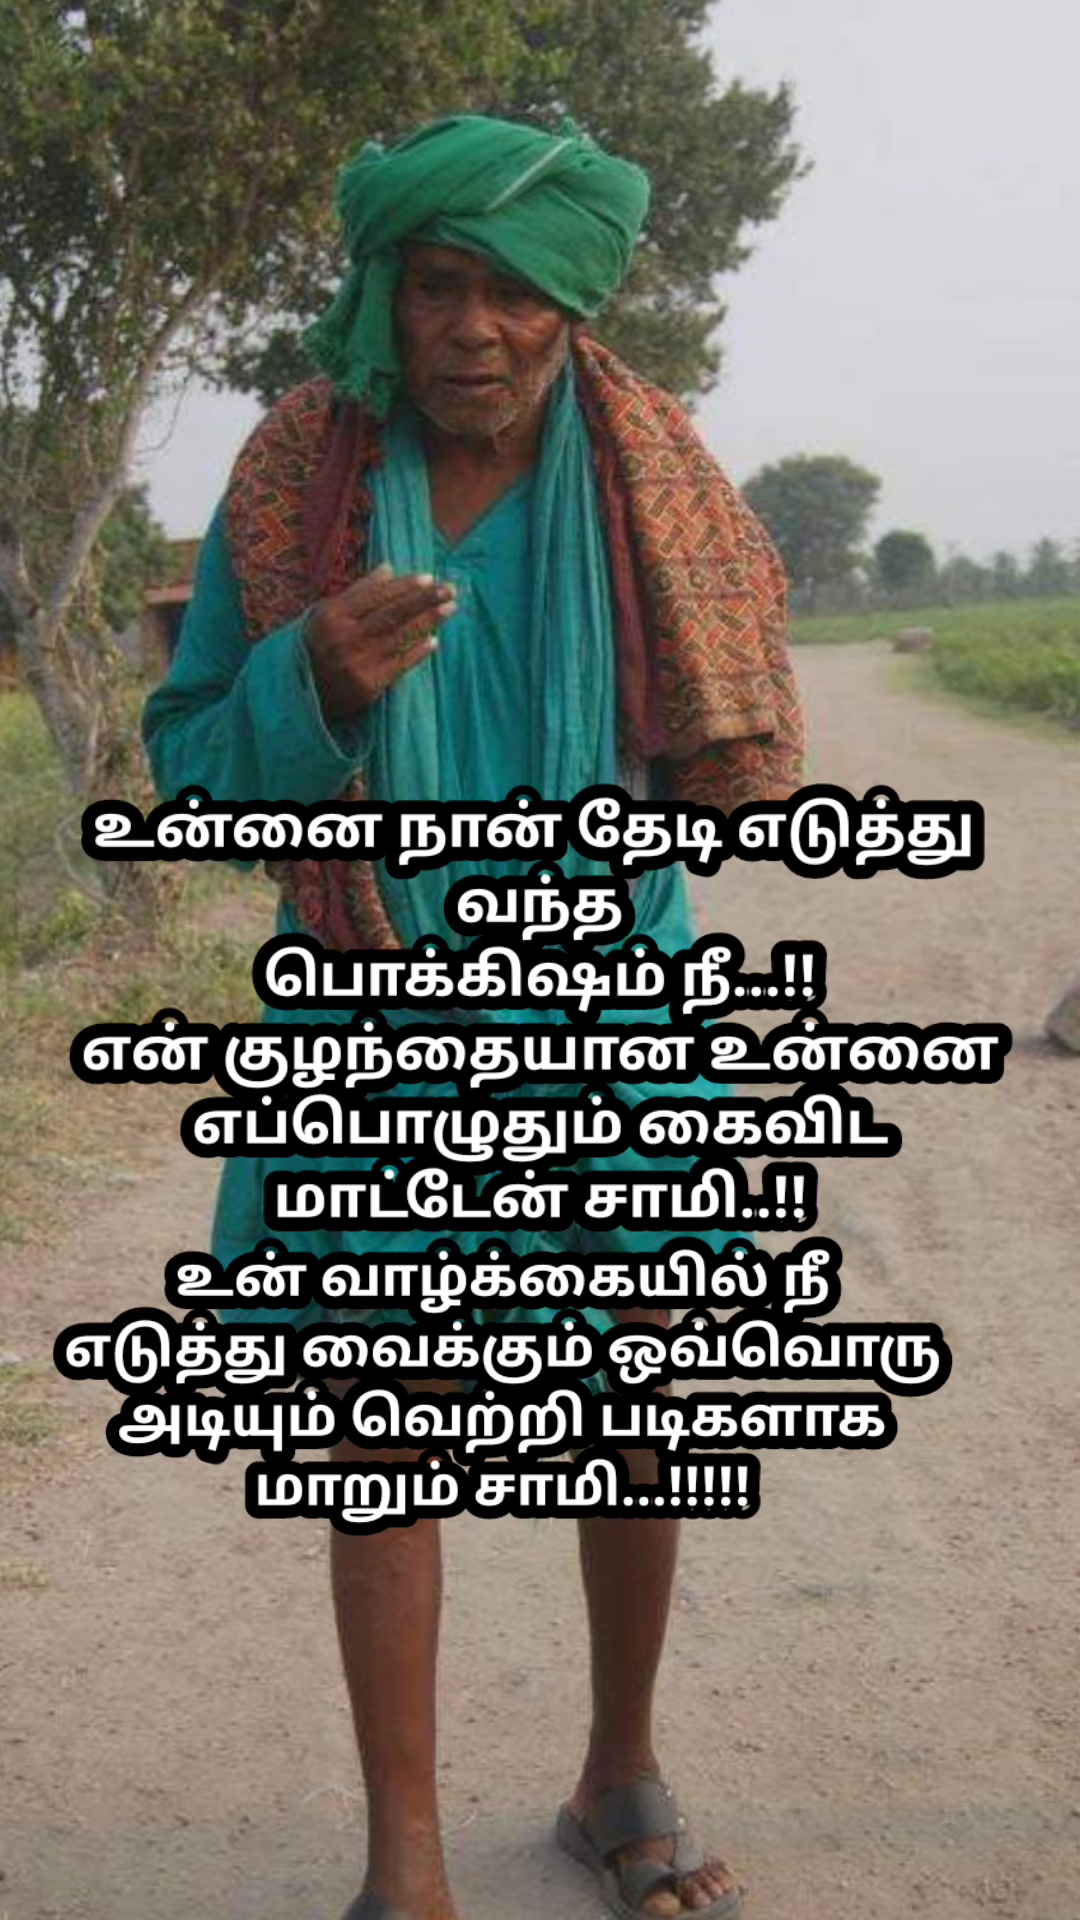 உன்னை நான் தேடி எடுத்து
வந்த
பொக்கிஷம் நீ...!!
என் குழந்தையான உன்னை
எப்பொழுதும் கைவிட
மாட்டேன் சாமி..!!
உன் வாழ்க்கையில் நீ
எடுத்து வைக்கும் ஒவ்வொரு
அடியும் வெற்றி படிகளாக
மாறும் சாமி...!!!!!